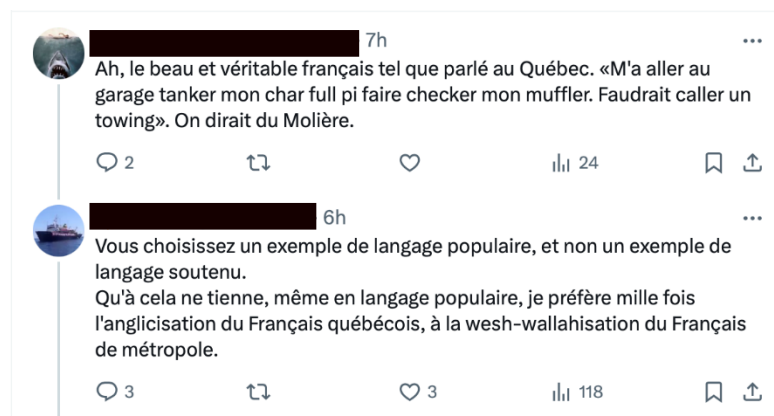 7h
Ah, le beau et véritable français tel que parlé au Québec. «M'a aller au
garage tanker mon char full pi faire checker mon muffler. Faudrait caller un
towing». On dirait du Molière.
2 24
6h
Vous choisissez un exemple de langage populaire, et non un exemple de
langage soutenu.
Qu'à cela ne tienne, même en langage populaire, je préfère mille fois
l'anglicisation du Français québécois, à la wesh-wallahisation du Français
de métropole.
3 3 118